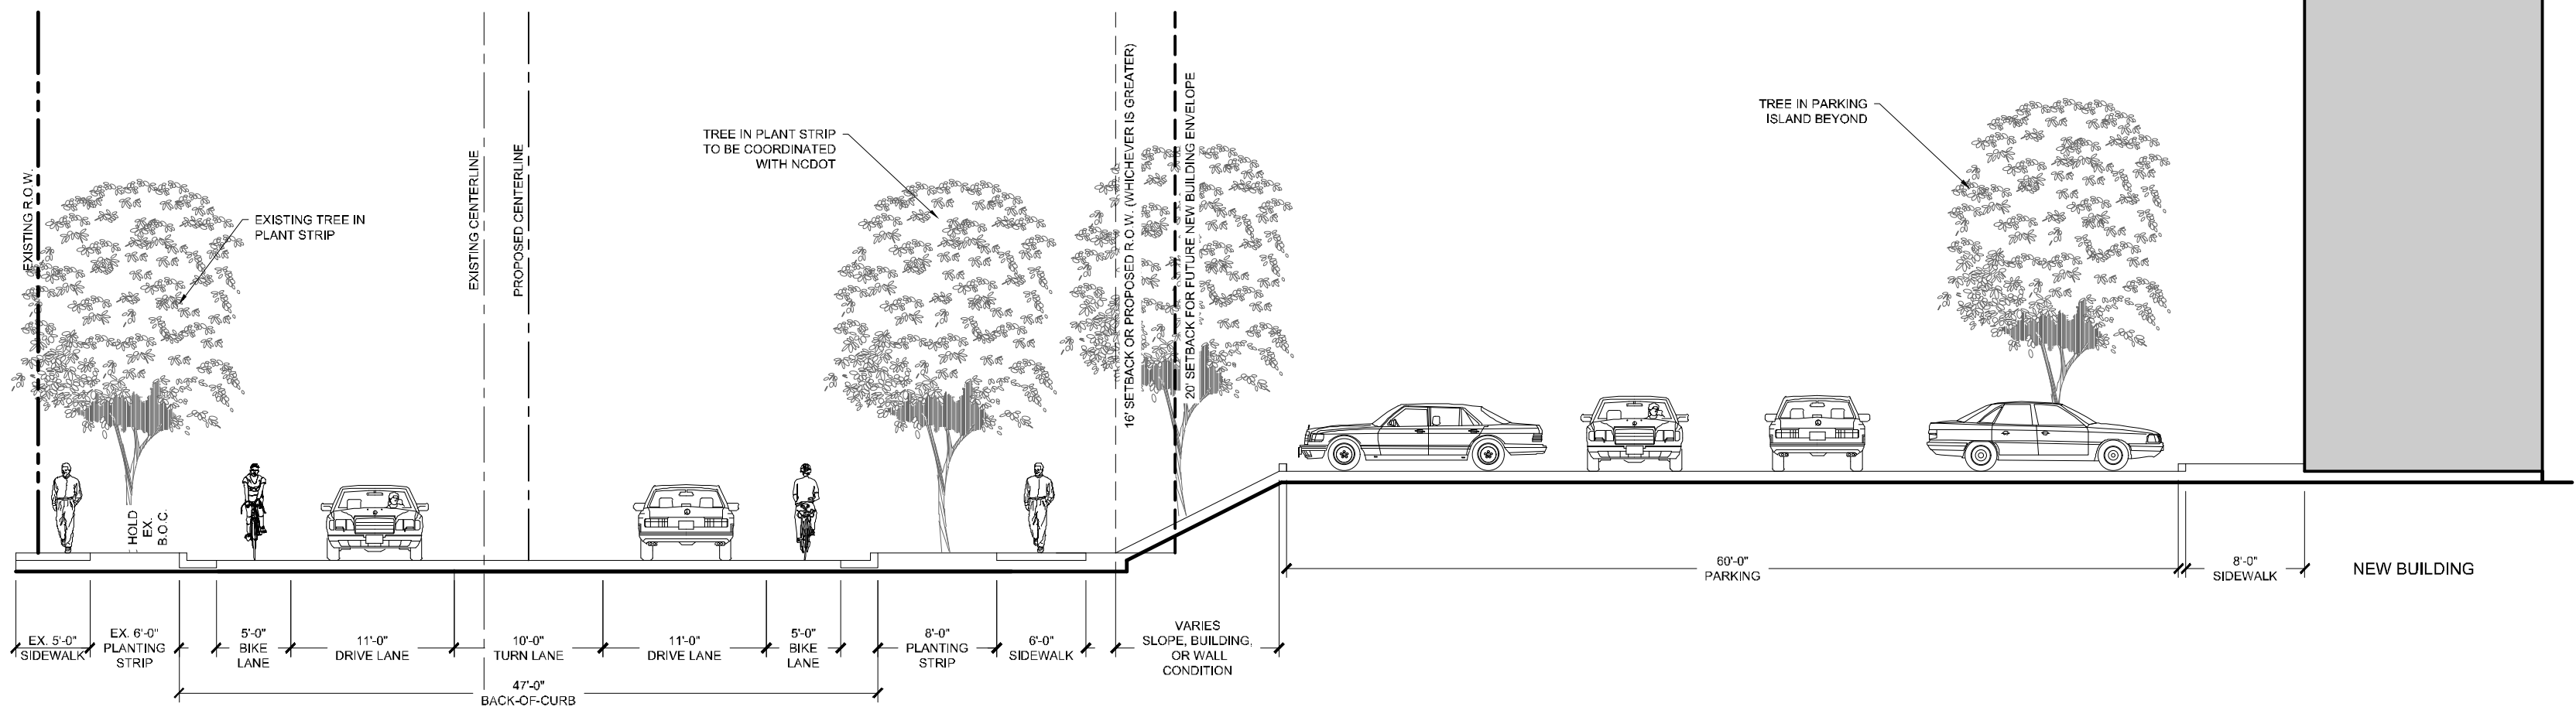 EXISTING R.O.W.
EXISTING TREE IN
PLANT STRIP
HOLD
EX.
B.O.C.
EXISTING CENTERLINE
PROPOSED CENTERLINE
TREE IN PLANT STRIP
TO BE COORDINATED
WITH NCDOT
16' SETBACK OR PROPOSED R.O.W. (WHICHEVER IS GREATER)
20' SETBACK FOR FUTURE NEW BUILDING ENVELOPE
TREE IN PARKING
ISLAND BEYOND
60'-0"
PARKING
8'-0"
SIDEWALK
NEW BUILDING
EX. 5'-0"
SIDEWALK
EX. 6'-0"
PLANTING
STRIP
5'-0"
BIKE
LANE
11'-0"
DRIVE LANE
10'-0"
TURN LANE
11'-0"
DRIVE LANE
5'-0"
BIKE
LANE
8'-0"
PLANTING
STRIP
6'-0"
SIDEWALK
VARIES
SLOPE, BUILDING,
OR WALL
CONDITION
47'-0"
BACK-OF-CURB